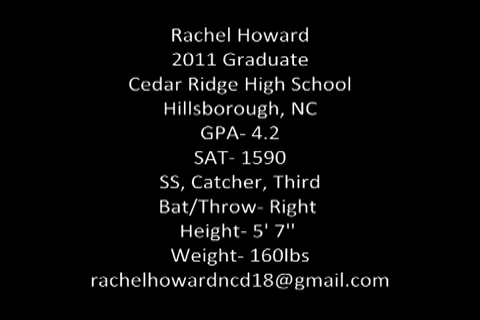 Rachel Howard
2011 Graduate
Cedar Ridge High School
Hillsborough, NC
GPA- 4.2
SAT- 1590
SS, Catcher, Third
Bat/Throw- Right
Height- 5' 7"
Weight- 160lbs
rachelhowardncd18@gmail.com